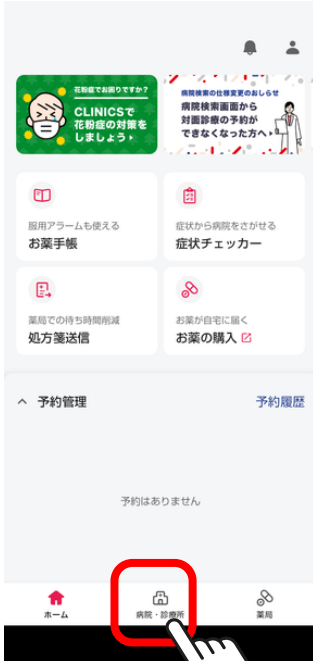 花粉症でお困りですか？
CLINICSで
花粉症の対策を
しましょう
病院検索の仕様変更のおしらせ
病院検索画面から
対面診療の予約が
できなくなった方へ
服用アラームも使える
お薬手帳
症状から病院をさがせる
症状チェッカー
薬局での待ち時間削減
処方箋送信
お薬が自宅に届く
お薬の購入
予約管理
予約履歴
予約はありません
ホーム
病院・診療所
薬局